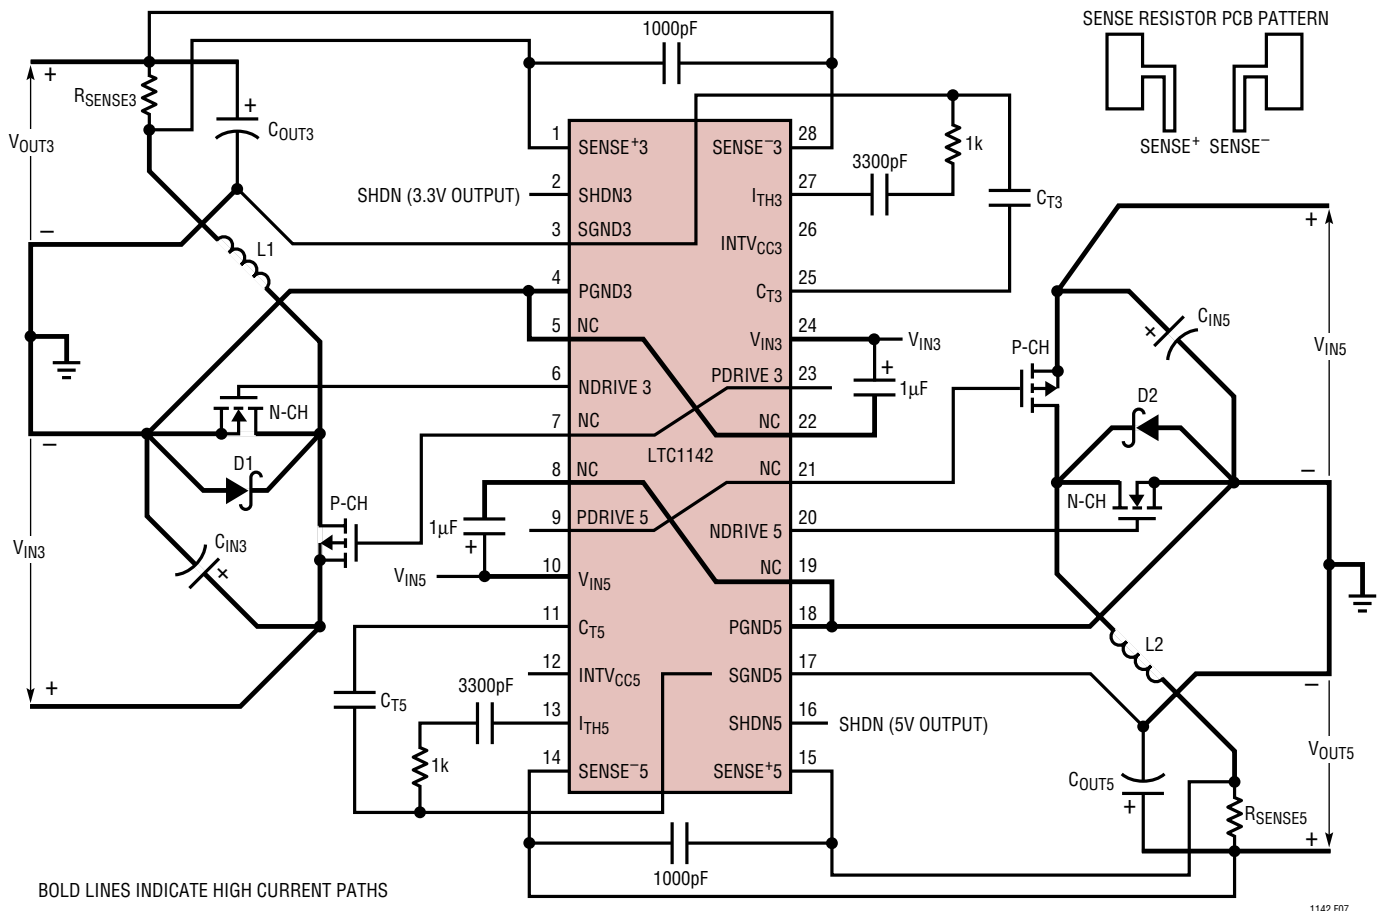 SENSE RESISTOR PCB PATTERN
SENSE+ SENSE−
1000pF
+
RSENSE3
+
COUT3
VOUT3
−
L1
−
N-CH
D1
P-CH
CIN3
+
VIN3
+
SHDN (3.3V OUTPUT)
1 SENSE+3
2 SHDN3
3 SGND3
4 PGND3
5 NC
6 NDRIVE 3
7 NC
8 NC
9 PDRIVE 5
10 VIN5
11 CT5
12 INTVCC5
13 ITH5
14 SENSE−5
LTC1142
SENSE−3 28
ITH3 27
INTVCC3 26
CT3 25
VIN3 24
PDRIVE 3 23
NC 22
NC 21
NDRIVE 5 20
NC 19
PGND5 18
SGND5 17
SHDN5 16
SENSE+5 15
3300pF
1k
CT3
VIN3
+
1µF
1µF
+
VIN5
CT5
3300pF
1k
SHDN (5V OUTPUT)
1000pF
+
CIN5
+
P-CH
VIN5
D2
N-CH
−
L2
−
COUT5
+
RSENSE5
VOUT5
+
BOLD LINES INDICATE HIGH CURRENT PATHS
1142 F07